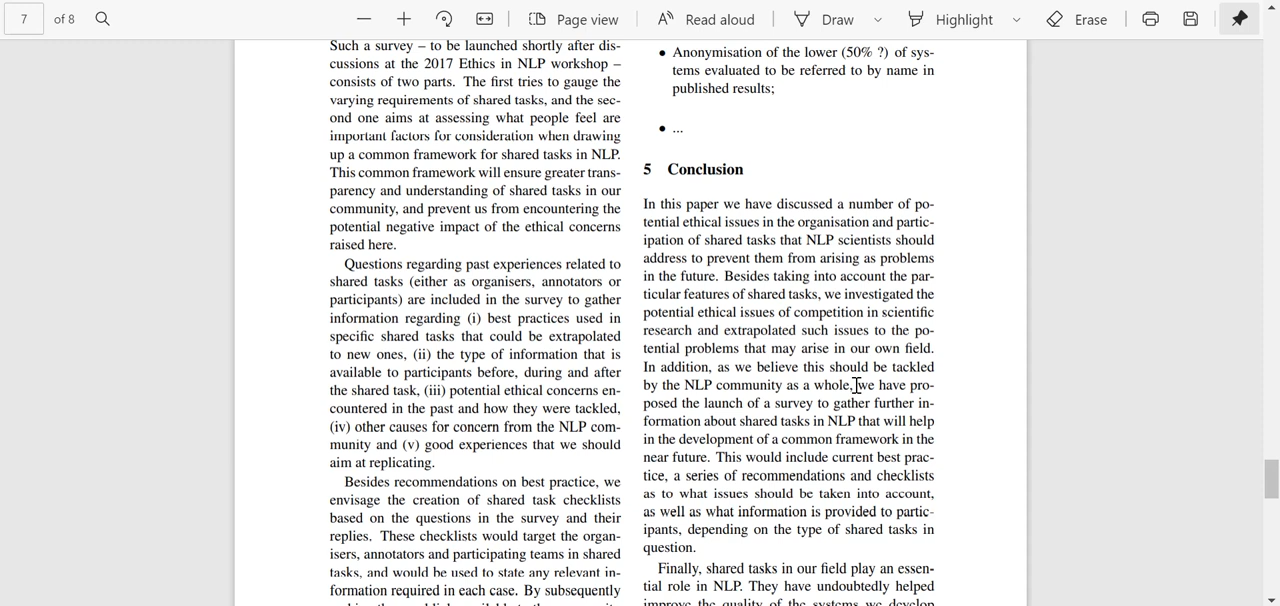 7
of 8
Page view
Read aloud
Draw
Highlight
Erase
Such a survey – to be launched shortly after dis-
cussions at the 2017 Ethics in NLP workshop –
consists of two parts. The first tries to gauge the
varying requirements of shared tasks, and the sec-
ond one aims at assessing what people feel are
important factors for consideration when drawing
up a common framework for shared tasks in NLP.
This common framework will ensure greater trans-
parency and understanding of shared tasks in our
community, and prevent us from encountering the
potential negative impact of the ethical concerns
raised here.
Questions regarding past experiences related to
shared tasks (either as organisers, annotators or
participants) are included in the survey to gather
information regarding (i) best practices used in
specific shared tasks that could be extrapolated
to new ones, (ii) the type of information that is
available to participants before, during and after
the shared task, (iii) potential ethical concerns en-
countered in the past and how they were tackled,
(iv) other causes for concern from the NLP com-
munity and (v) good experiences that we should
aim at replicating.
Besides recommendations on best practice, we
envisage the creation of shared task checklists
based on the questions in the survey and their
replies. These checklists would target the organ-
isers, annotators and participating teams in shared
tasks, and would be used to state any relevant in-
formation required in each case. By subsequently
• Anonymisation of the lower (50% ?) of sys-
tems evaluated to be referred to by name in
published results;
• ...
5 Conclusion
In this paper we have discussed a number of po-
tential ethical issues in the organisation and partic-
ipation of shared tasks that NLP scientists should
address to prevent them from arising as problems
in the future. Besides taking into account the par-
ticular features of shared tasks, we investigated the
potential ethical issues of competition in scientific
research and extrapolated such issues to the po-
tential problems that may arise in our own field.
In addition, as we believe this should be tackled
by the NLP community as a whole, we have pro-
posed the launch of a survey to gather further in-
formation about shared tasks in NLP that will help
in the development of a common framework in the
near future. This would include current best prac-
tice, a series of recommendations and checklists
as to what issues should be taken into account,
as well as what information is provided to partic-
ipants, depending on the type of shared tasks in
question.
Finally, shared tasks in our field play an essen-
tial role in NLP. They have undoubtedly helped
improve the quality of the systems we develop